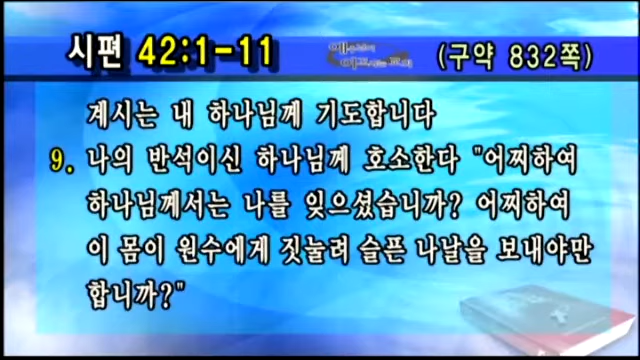 시편 42:1-11 (구약 832쪽)
계시는 내 하나님께 기도합니다
9. 나의 반석이신 하나님께 호소한다 "어찌하여
하나님께서는 나를 잊으셨습니까? 어찌하여
이 몸이 원수에게 짓눌려 슬픈 나날을 보내야만
합니까?"